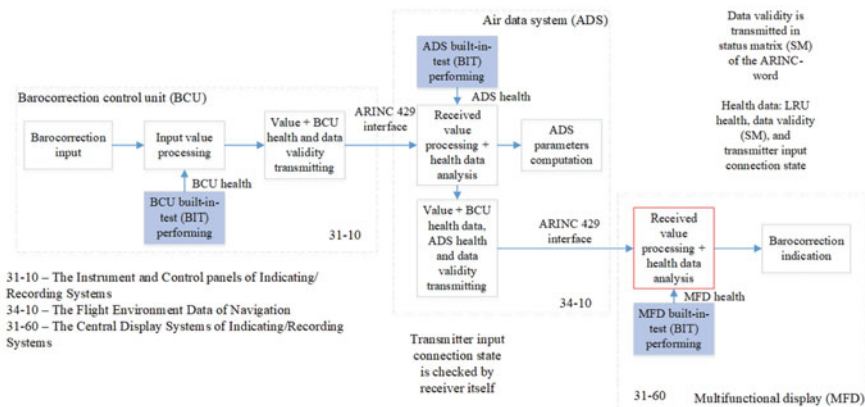 Air data system (ADS)
Data validity is
transmitted in
status matrix (SM)
of the ARINC-
word
ADS built-in-
test (BIT)
performing
ADS health
Barocorrection control unit (BCU)
ARINC 429
interface
Health data: LRU
health, data validity
(SM), and
transmitter input
connection state
Barocorrection
input
Input value
processing
Value + BCU
health and data
validity
transmitting
Received
value
processing +
health data
analysis
ADS
parameters
computation
BCU health
BCU built-in-
test (BIT)
performing
31-10
Value + BCU
health data,
ADS health
and data
validity
transmitting
ARINC 429
interface
Received
value
processing +
health data
analysis
Barocorrection
indication
MFD health
MFD built-in-
test (BIT)
performing
34-10
31-10 – The Instrument and Control panels of Indicating/
Recording Systems
34-10 – The Flight Environment Data of Navigation
31-60 – The Central Display Systems of Indicating/Recording
Systems
Transmitter input
connection state
is checked by
receiver itself
31-60
Multifunctional display (MFD)